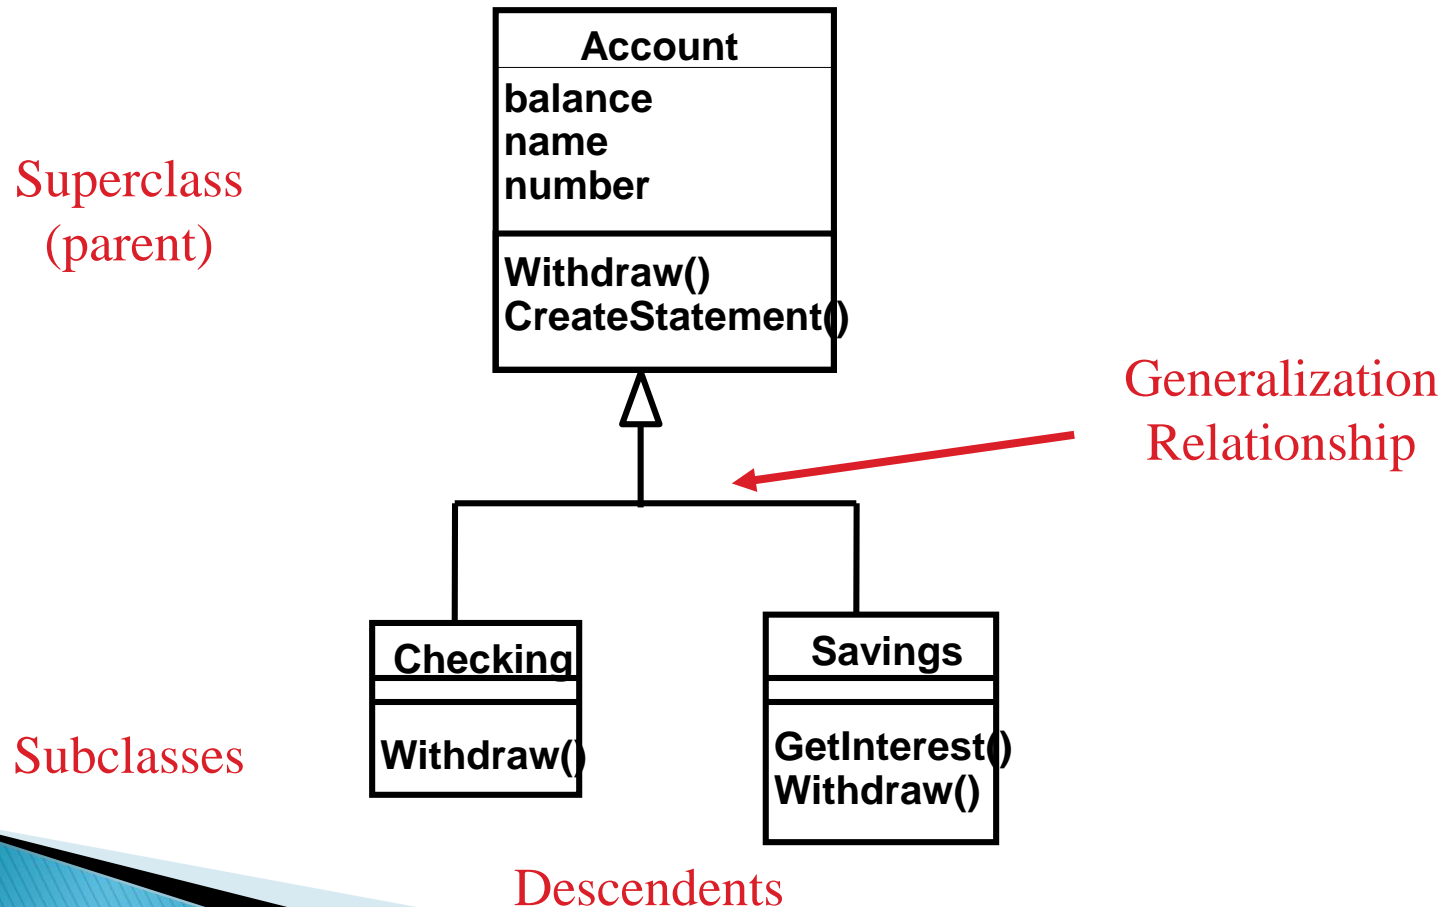 Account
balance
name
number
Superclass
(parent)
Withdraw()
CreateStatement()
Generalization
Relationship
Checking
Savings
Subclasses
Withdraw()
GetInterest()
Withdraw()
Descendents